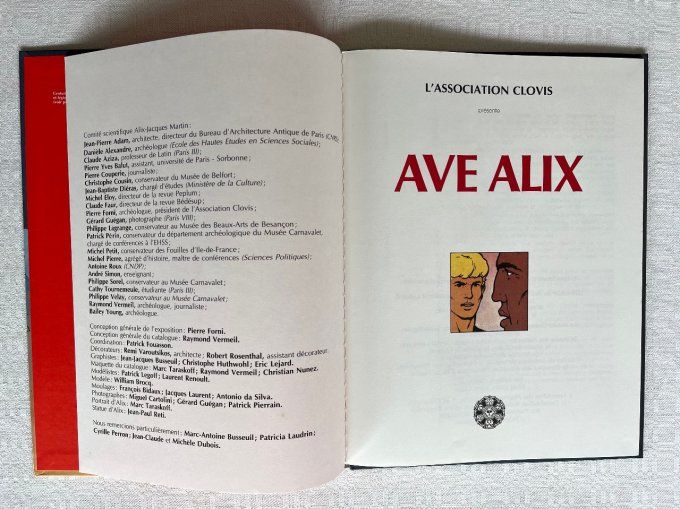 Comité scientifique Alix-Jacques Martin:
Jean-Pierre Adam, architecte, directeur du Bureau d'Architecture Antique de Paris (CNRS);
Danièle Alexandre, archéologue (Ecole des Hautes Etudes en Sciences Sociales);
Claude Aziza, professeur de Latin (Paris III);
Pierre Yves Balut, assistant, université de Paris - Sorbonne;
Pierre Couperie, journaliste;
Christophe Cousin, conservateur du Musée de Belfort;
Jean-Baptiste Diéras, chargé d'études (Ministère de la Culture);
Michel Eloy, directeur de la revue Peplum;
Claude Faur, directeur de la revue Bédésup;
Pierre Forni, archéologue, président de l'Association Clovis;
Gérard Guégan, photographe (Paris VIII);
Philippe Lagrange, conservateur au Musée des Beaux-Arts de Besançon;
Patrick Périn, conservateur du département archéologique du Musée Carnavalet,
chargé de conférences à l'EHSS;
Michel Petit, conservateur des Fouilles d'Ile-de-France;
Michel Pierre, agrégé d'histoire, maître de conférences (Sciences Politiques);
Antoine Roux (CNDP);
André Simon, enseignant;
Philippe Sorel, conservateur au Musée Carnavalet;
Cathy Tournemeule, étudiante (Paris III);
Philippe Velay, conservateur au Musée Carnavalet;
Raymond Vermeil, archéologue, journaliste;
Bailey Young, archéologue.
Conception générale de l'exposition: Pierre Forni.
Conception générale du catalogue: Raymond Vermeil.
Coordination: Patrick Fouasson.
Décorateurs: Remi Varoutsikos, architecte; Robert Rosenthal, assistant décorateur.
Graphistes: Jean-Jacques Busseuil; Christophe Huthwohl; Eric Lejard.
Maquette du catalogue: Marc Taraskoff; Raymond Vermeil; Christian Nunez.
Modélistes: Patrick Legoff; Laurent Renoult.
Modèle: William Brocq.
Moulages: François Bidaux; Jacques Laurent; Antonio da Silva.
Photographes: Miguel Cartolini; Gérard Guégan; Patrick Pierrain.
Portrait d'Alix: Marc Taraskoff.
Statue d'Alix: Jean-Paul Reti.
Nous remercions particulièrement: Marc-Antoine Busseuil; Patricia Laudrin;
Cyrille Perron; Jean-Claude et Michèle Dubois.
L'ASSOCIATION CLOVIS
présente
AVE ALIX